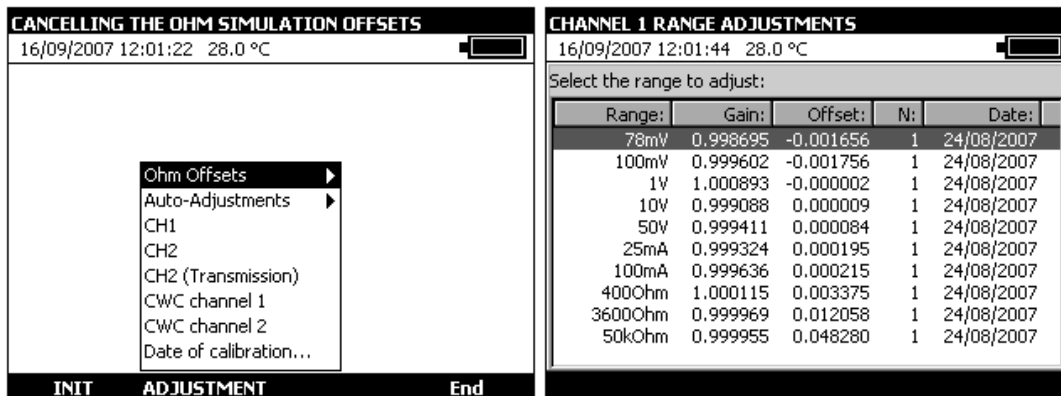 CANCELLING THE OHM SIMULATION OFFSETS
16/09/2007 12:01:22 28.0 °C
Ohm Offsets
Auto-Adjustments
CH1
CH2
CH2 (Transmission)
CWC channel 1
CWC channel 2
Date of calibration...
INIT ADJUSTMENT End
CHANNEL 1 RANGE ADJUSTMENTS
16/09/2007 12:01:44 28.0 °C
Select the range to adjust:
Range: Gain: Offset: N: Date:
78mV 0.998695 -0.001656 1 24/08/2007
100mV 0.999602 -0.001756 1 24/08/2007
1V 1.000893 -0.000002 1 24/08/2007
10V 0.999088 0.000009 1 24/08/2007
50V 0.999411 0.000084 1 24/08/2007
25mA 0.999324 0.000195 1 24/08/2007
100mA 0.999636 0.000215 1 24/08/2007
400Ohm 1.000115 0.003375 1 24/08/2007
3600Ohm 0.999969 0.012058 1 24/08/2007
50kOhm 0.999955 0.048280 1 24/08/2007